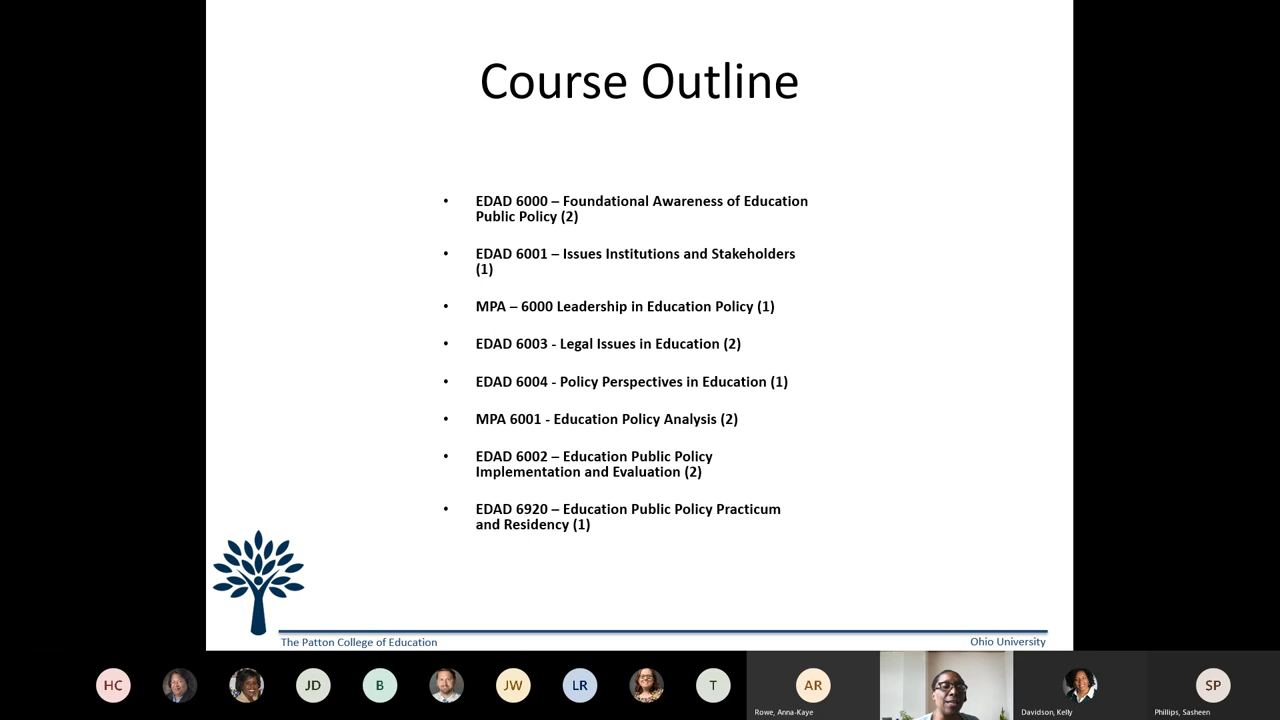 Course Outline
• EDAD 6000 – Foundational Awareness of Education
Public Policy (2)
• EDAD 6001 – Issues Institutions and Stakeholders
(1)
• MPA – 6000 Leadership in Education Policy (1)
• EDAD 6003 - Legal Issues in Education (2)
• EDAD 6004 - Policy Perspectives in Education (1)
• MPA 6001 - Education Policy Analysis (2)
• EDAD 6002 – Education Public Policy
Implementation and Evaluation (2)
• EDAD 6920 – Education Public Policy Practicum
and Residency (1)
The Patton College of Education
Ohio University
HC
JD
B
JW
LR
T
AR
SP
Rowe, Anna-Kaye
Davidson, Kelly
Phillips, Sasheen